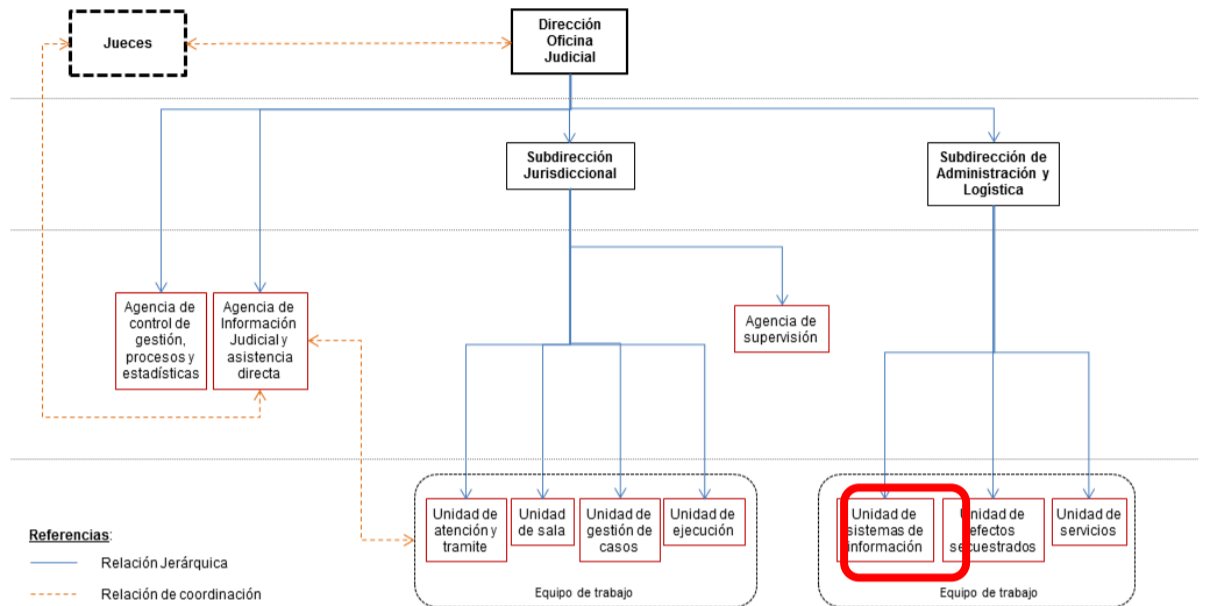 Jueces
Dirección
Oficina
Judicial
Subdirección
Jurisdiccional
Subdirección de
Administración y
Logística
Agencia de
control de
gestión,
procesos y
estadísticas
Agencia de
Información
Judicial y
asistencia
directa
Agencia de
supervisión
Unidad de
atención y
tramite
Unidad
de sala
Unidad de
gestión de
casos
Unidad de
ejecución
Equipo de trabajo
Unidad de
sistemas de
información
Unidad de
efectos
secuestrados
Unidad de
servicios
Equipo de trabajo
Referencias:
Relación Jerárquica
Relación de coordinación